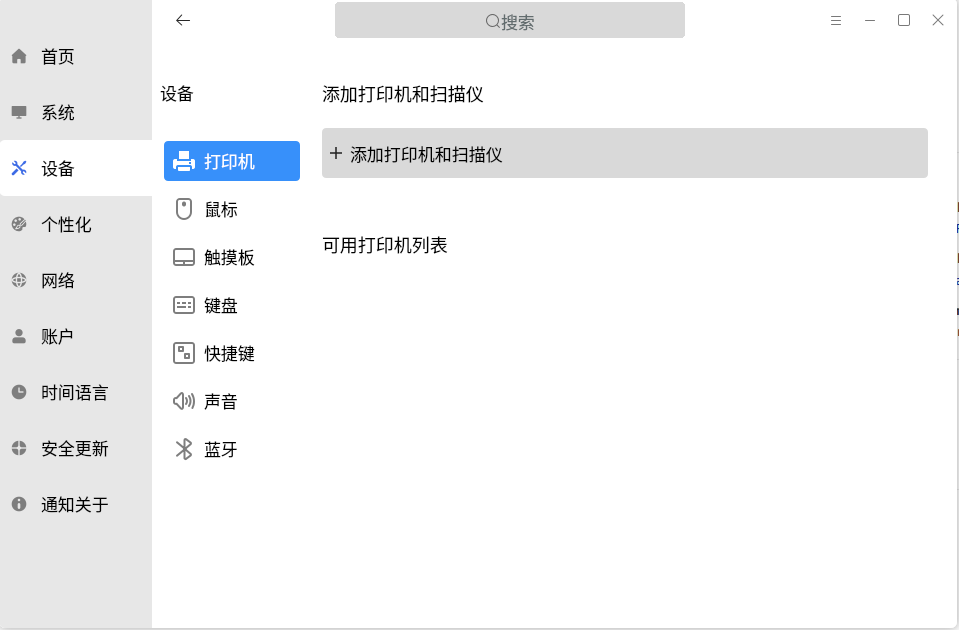 搜索
首页
系统
设备
个性化
网络
账户
时间语言
安全更新
通知关于
设备
打印机
鼠标
触摸板
键盘
快捷键
声音
蓝牙
添加打印机和扫描仪
添加打印机和扫描仪
可用打印机列表